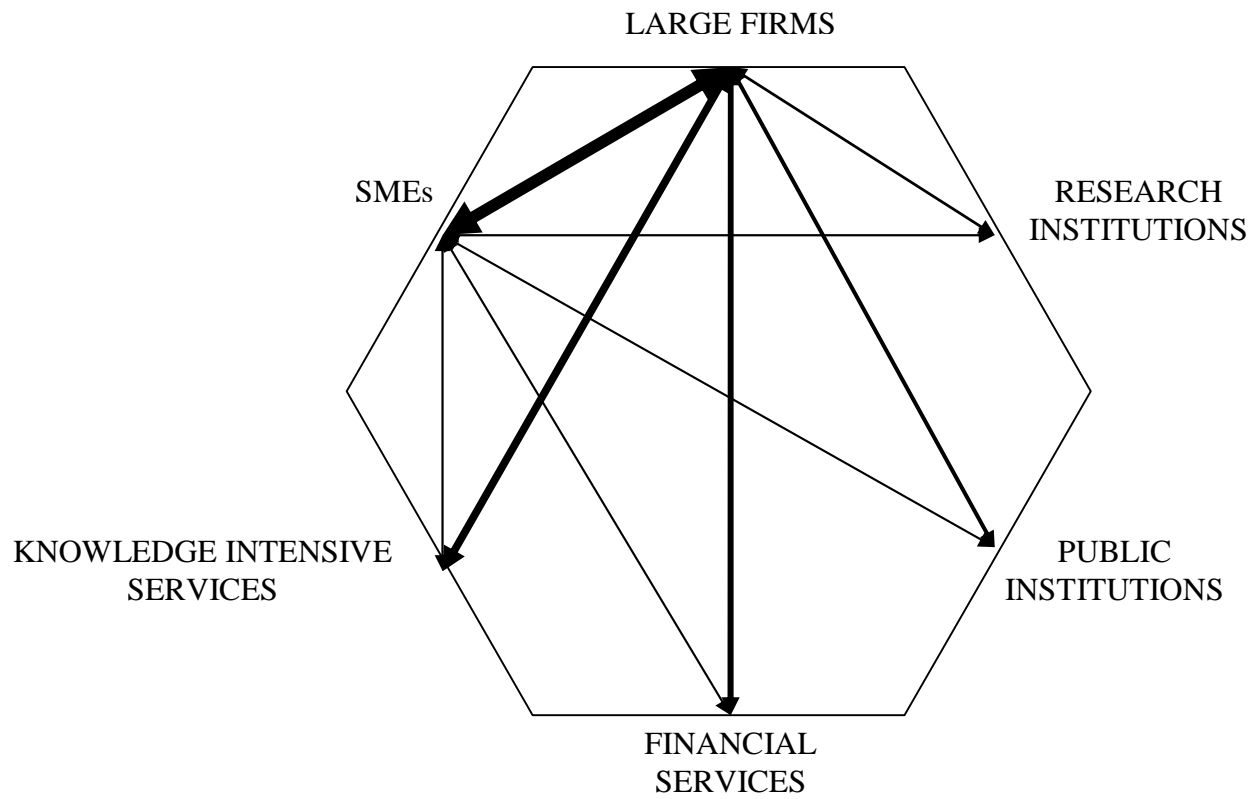 LARGE FIRMS
SMEs
RESEARCH
INSTITUTIONS
KNOWLEDGE INTENSIVE
SERVICES
PUBLIC
INSTITUTIONS
FINANCIAL
SERVICES